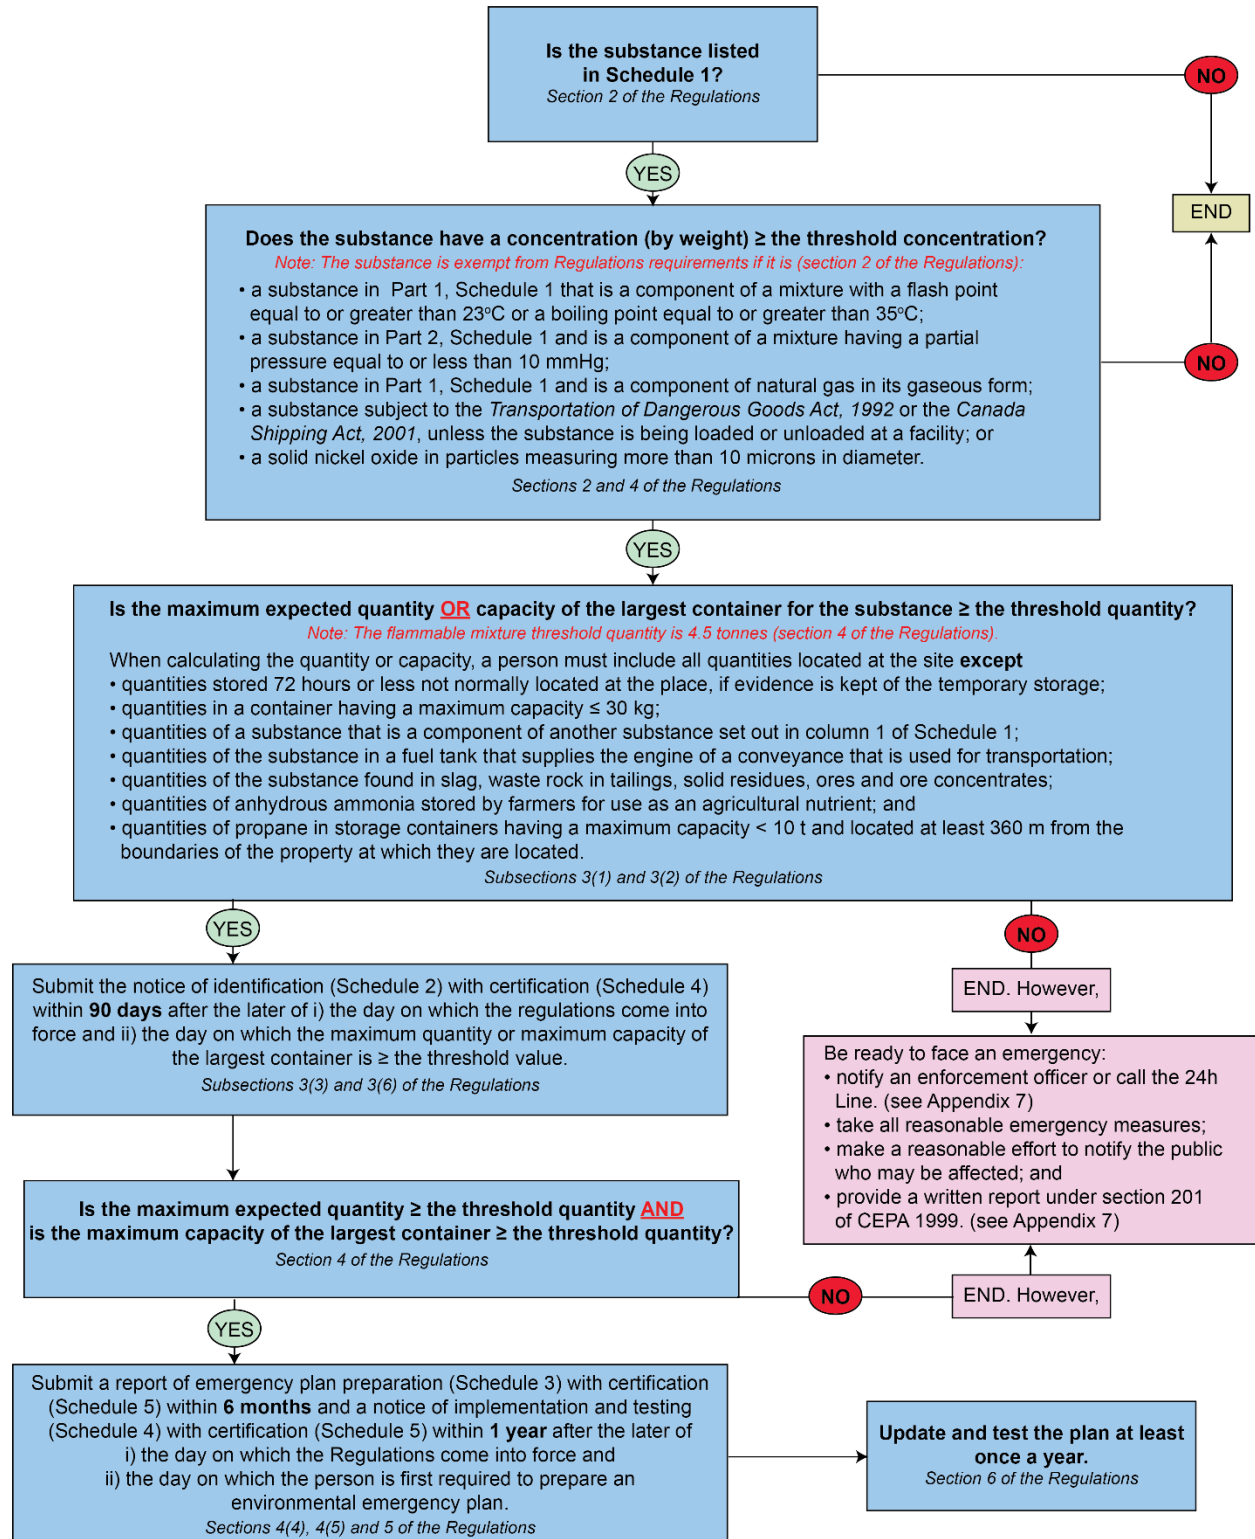 Is the substance listed
in Schedule 1?
Section 2 of the Regulations
NO
YES
END
Does the substance have a concentration (by weight) ≥ the threshold concentration?
Note: The substance is exempt from Regulations requirements if it is (section 2 of the Regulations):
• a substance in Part 1, Schedule 1 that is a component of a mixture with a flash point
equal to or greater than 23°C or a boiling point equal to or greater than 35°C;
• a substance in Part 2, Schedule 1 and is a component of a mixture having a partial
pressure equal to or less than 10 mmHg;
• a substance in Part 1, Schedule 1 and is a component of natural gas in its gaseous form;
• a substance subject to the Transportation of Dangerous Goods Act, 1992 or the Canada
Shipping Act, 2001, unless the substance is being loaded or unloaded at a facility; or
• a solid nickel oxide in particles measuring more than 10 microns in diameter.
Sections 2 and 4 of the Regulations
NO
YES
Is the maximum expected quantity OR capacity of the largest container for the substance ≥ the threshold quantity?
Note: The flammable mixture threshold quantity is 4.5 tonnes (section 4 of the Regulations).
When calculating the quantity or capacity, a person must include all quantities located at the site except
• quantities stored 72 hours or less not normally located at the place, if evidence is kept of the temporary storage;
• quantities in a container having a maximum capacity ≤ 30 kg;
• quantities of a substance that is a component of another substance set out in column 1 of Schedule 1;
• quantities of the substance in a fuel tank that supplies the engine of a conveyance that is used for transportation;
• quantities of the substance found in slag, waste rock in tailings, solid residues, ores and ore concentrates;
• quantities of anhydrous ammonia stored by farmers for use as an agricultural nutrient; and
• quantities of propane in storage containers having a maximum capacity < 10 t and located at least 360 m from the
boundaries of the property at which they are located.
Subsections 3(1) and 3(2) of the Regulations
YES
NO
Submit the notice of identification (Schedule 2) with certification (Schedule 4)
within 90 days after the later of i) the day on which the regulations come into
force and ii) the day on which the maximum quantity or maximum capacity of
the largest container is ≥ the threshold value.
Subsections 3(3) and 3(6) of the Regulations
END. However,
Be ready to face an emergency:
• notify an enforcement officer or call the 24h
Line. (see Appendix 7)
• take all reasonable emergency measures;
• make a reasonable effort to notify the public
who may be affected; and
• provide a written report under section 201
of CEPA 1999. (see Appendix 7)
Is the maximum expected quantity ≥ the threshold quantity AND
is the maximum capacity of the largest container ≥ the threshold quantity?
Section 4 of the Regulations
NO
END. However,
YES
Submit a report of emergency plan preparation (Schedule 3) with certification
(Schedule 5) within 6 months and a notice of implementation and testing
(Schedule 4) with certification (Schedule 5) within 1 year after the later of
i) the day on which the Regulations come into force and
ii) the day on which the person is first required to prepare an
environmental emergency plan.
Sections 4(4), 4(5) and 5 of the Regulations
Update and test the plan at least
once a year.
Section 6 of the Regulations